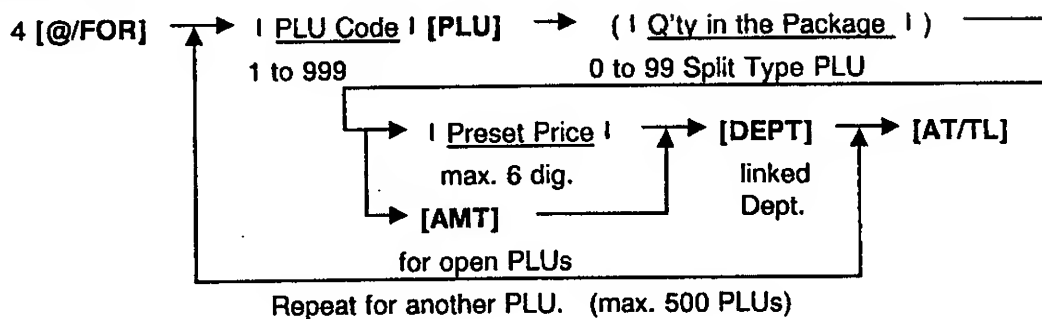 4 [@/FOR] | PLU Code | [PLU] ( | Q'ty in the Package | )
1 to 999 0 to 99 Split Type PLU
| Preset Price | [DEPT] [AT/TL]
max. 6 dig. linked
Dept.
[AMT]
for open PLUs
Repeat for another PLU. (max. 500 PLUs)